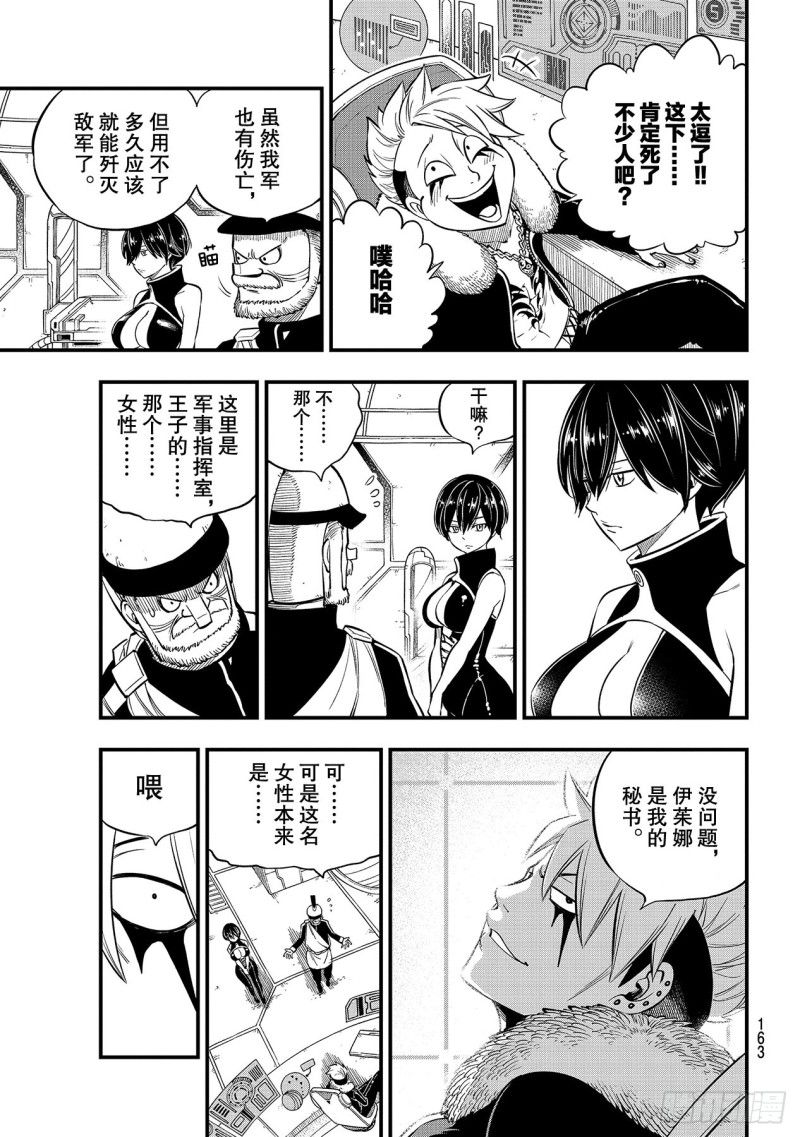 太逗了!!
这下……
肯定死了
不少人吧？
噗哈哈
虽然我军
也有伤亡，
但用不了
多久应该
就能歼灭
敌军了。
瞄
干嘛？
不……
那个…
这里是
军事指挥室，
王子的……
那个……
女性……
没问题，
伊茱娜
是我的
秘书。
可……
可是这名
女性本来
是……
喂
163